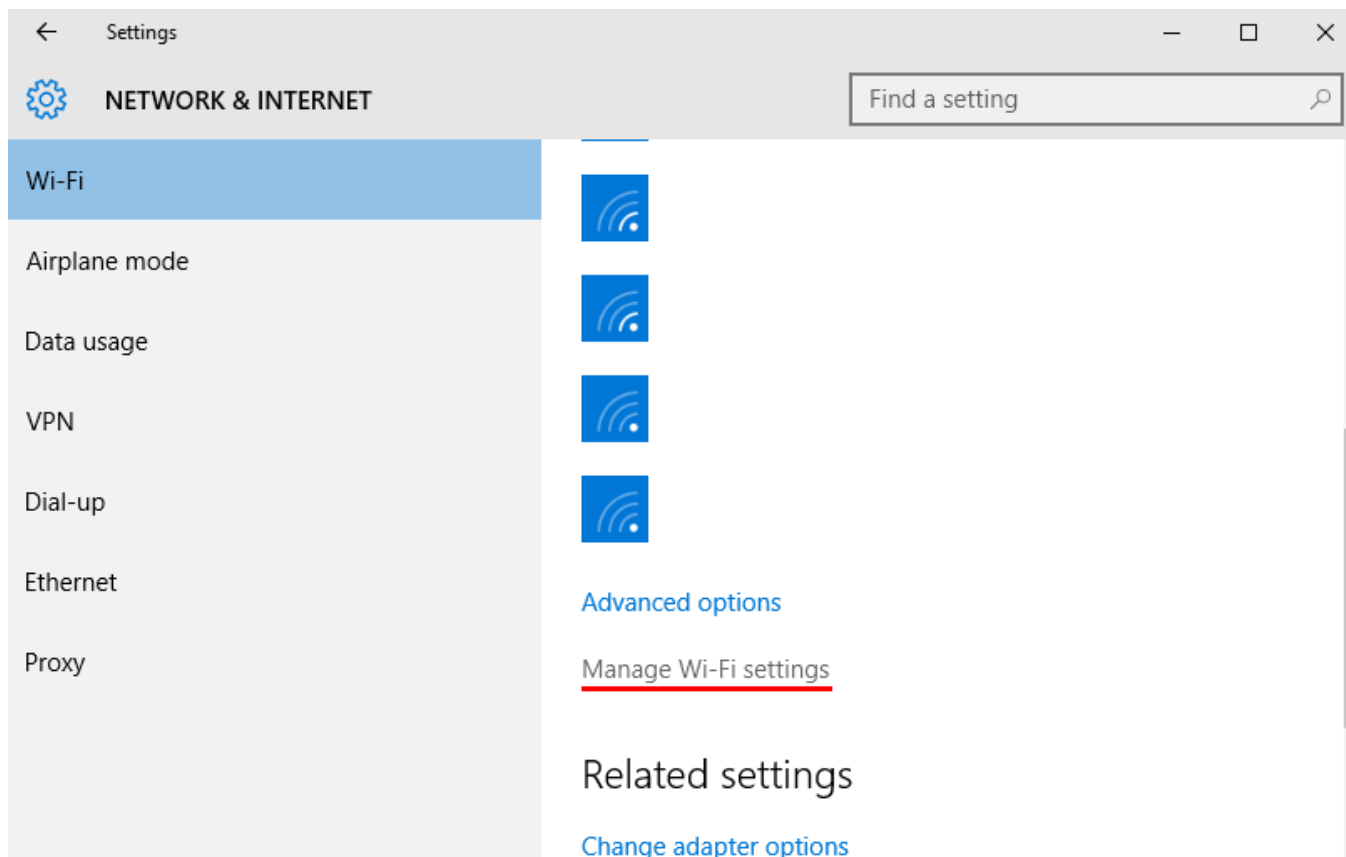 Settings
NETWORK & INTERNET
Find a setting
Wi-Fi
Airplane mode
Data usage
VPN
Dial-up
Ethernet
Proxy
Advanced options
Manage Wi-Fi settings
Related settings
Change adapter options